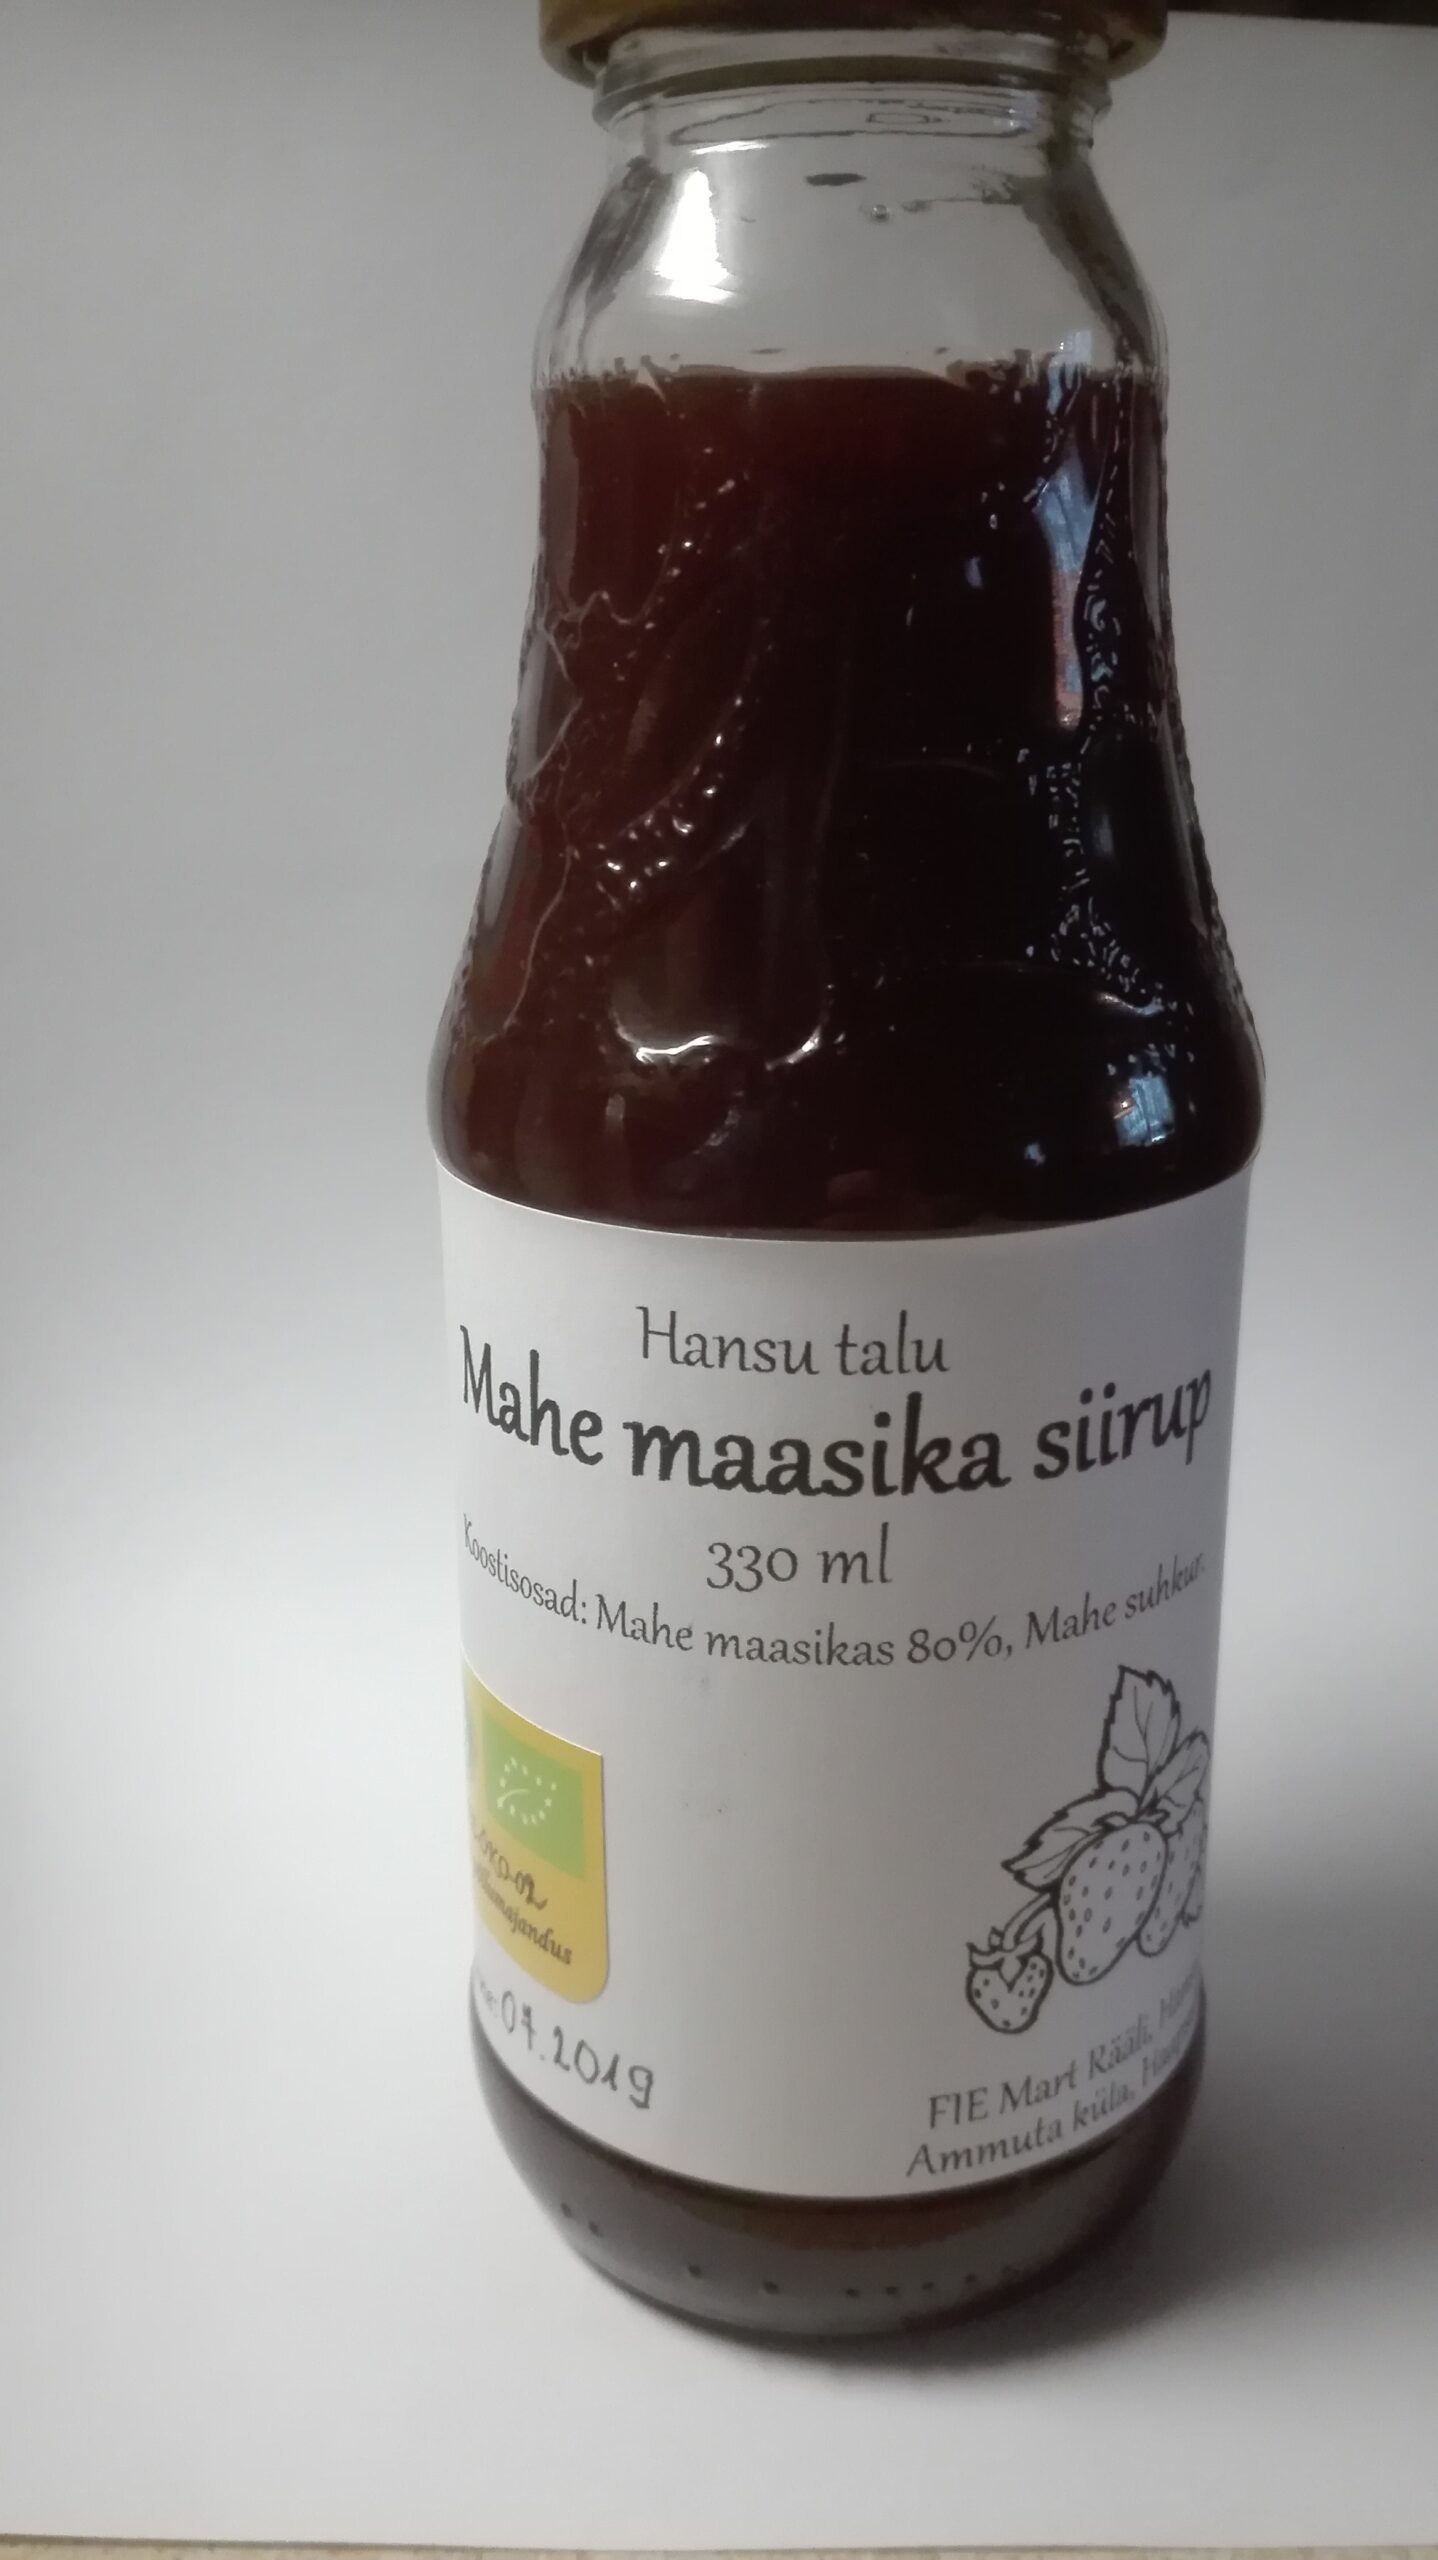 Hansu talu
Mahe maasika siirup
330 ml
Koostisosad: Mahe maasikas 80%, Mahe suhkur.
07.2019
FIE Mart Rääli,
Ammuta küla,